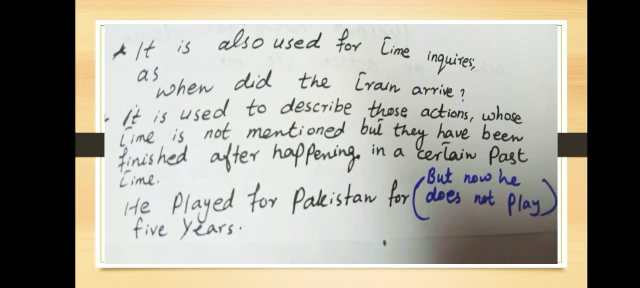 * It is also used for time inquires,
as
when did the train arrive?
- It is used to describe those actions, whose
time is not mentioned but they have been
finished after happening in a certain Past
time.
He Played for Pakistan for (But now he does not Play)
five years.